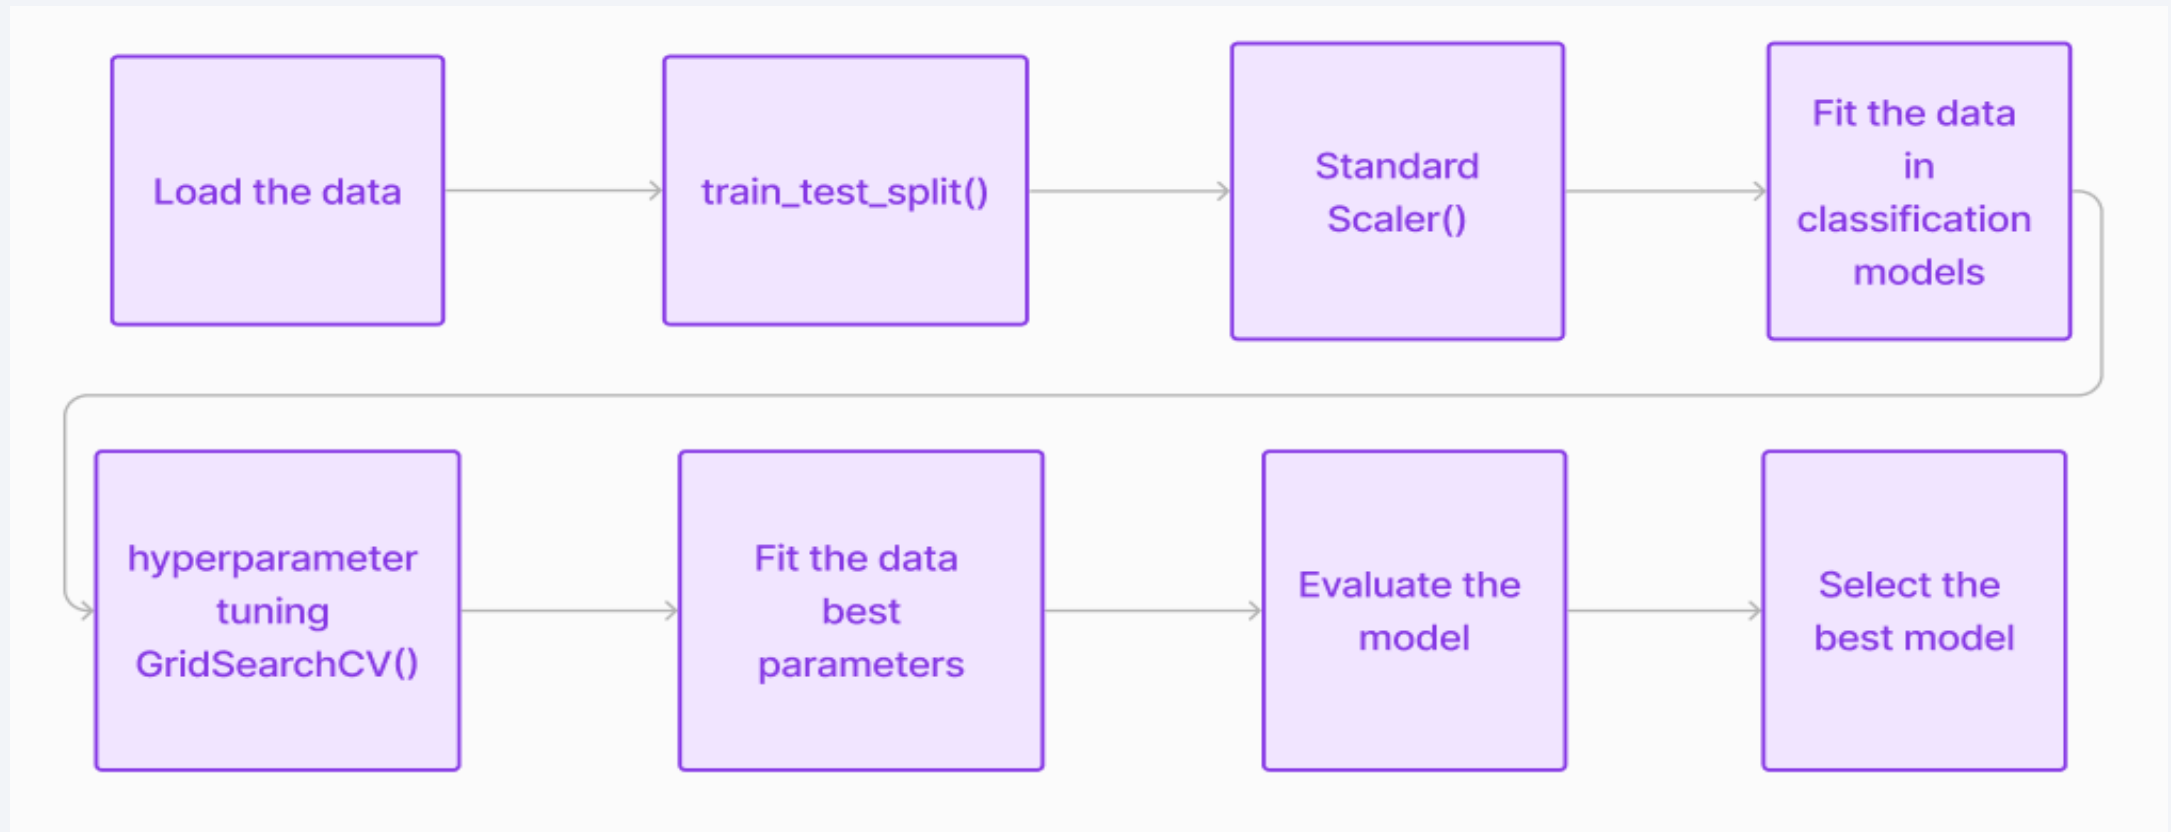 Load the data
train_test_split()
Standard
Scaler()
Fit the data
in
classification
models
hyperparameter
tuning
GridSearchCV()
Fit the data
best
parameters
Evaluate the
model
Select the
best model